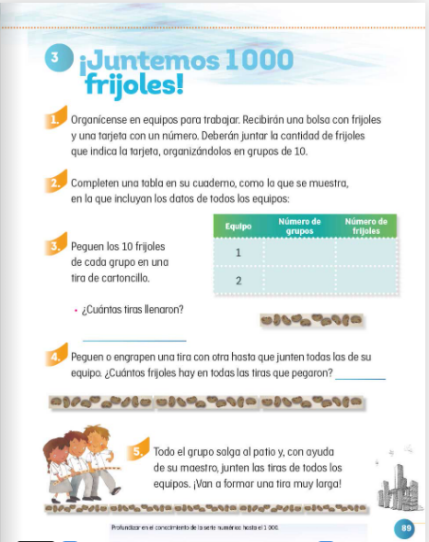 3 ¡Juntemos 1000
frijoles!
1. Organícense en equipos para trabajar. Recibirán una bolsa con frijoles
y una tarjeta con un número. Deberán juntar la cantidad de frijoles
que indica la tarjeta, organizándolos en grupos de 10.
2. Completen una tabla en su cuaderno, como la que se muestra,
en la que incluyan los datos de todos los equipos:
Equipo Número de grupos Número de frijoles
1
2
3. Peguen los 10 frijoles
de cada grupo en una
tira de cartoncillo.
• ¿Cuántas tiras llenaron?
4. Peguen o engrapen una tira con otra hasta que junten todas las de su
equipo. ¿Cuántos frijoles hay en todas las tiras que pegaron?
5. Todo el grupo salga al patio y, con ayuda
de su maestro, junten las tiras de todos los
equipos. ¡Van a formar una tira muy larga!
Profundizar en el conocimiento de la serie numérica hasta el 1 000.
89